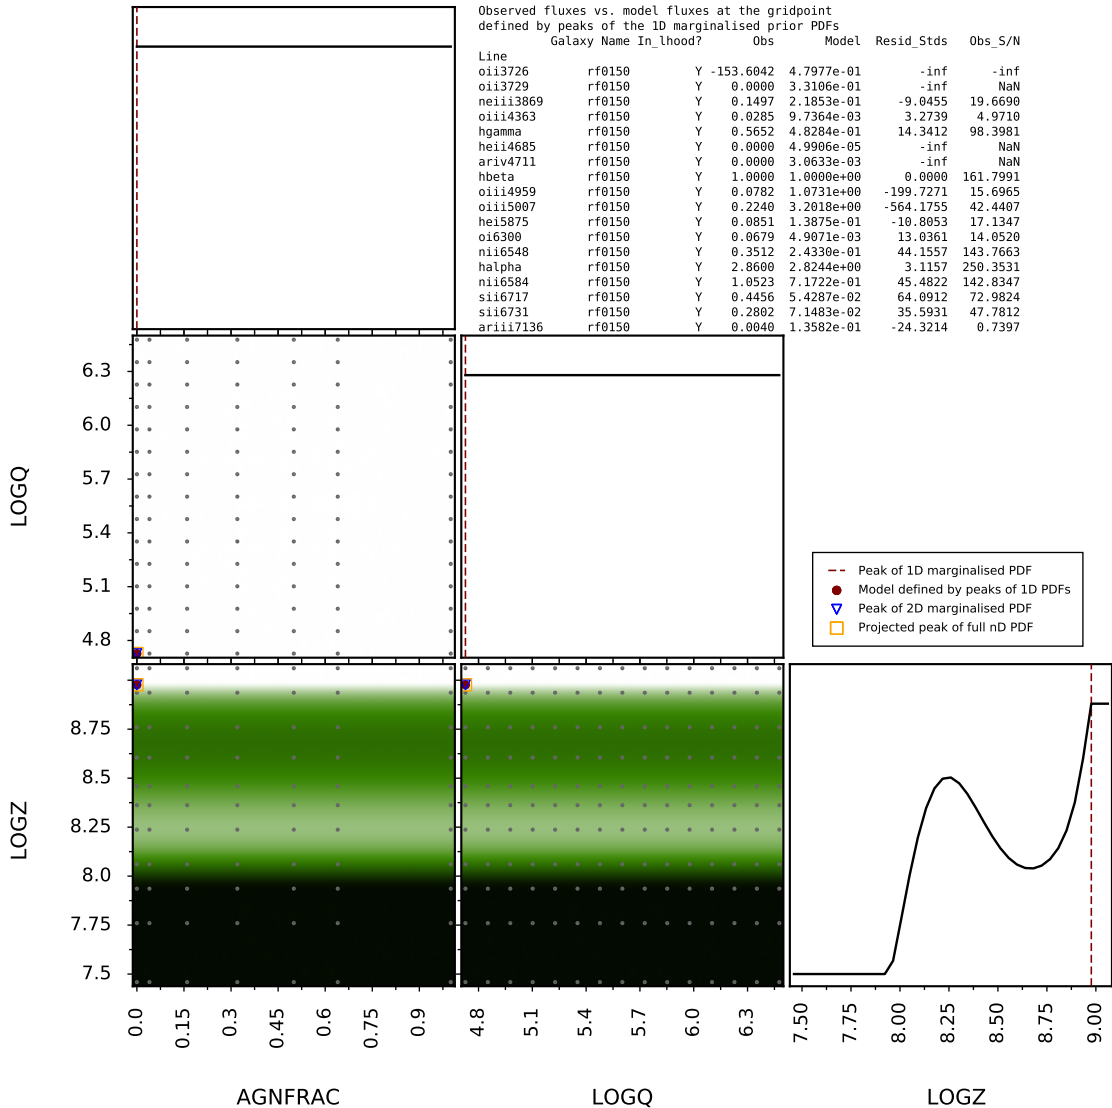 Observed fluxes vs. model fluxes at the gridpoint
defined by peaks of the 1D marginalised prior PDFs
Galaxy Name In_lhood? Obs Model Resid_Stds Obs_S/N
Line
oii3726 rf0150 Y -153.6042 4.7977e-01 -inf -inf
oii3729 rf0150 Y 0.0000 3.3106e-01 -inf NaN
neiii3869 rf0150 Y 0.1497 2.1853e-01 -9.0455 19.6690
oiii4363 rf0150 Y 0.0285 9.7364e-03 3.2739 4.9710
hgamma rf0150 Y 0.5652 4.8284e-01 14.3412 98.3981
heii4685 rf0150 Y 0.0000 4.9906e-05 -inf NaN
ariv4711 rf0150 Y 0.0000 3.0633e-03 -inf NaN
hbeta rf0150 Y 1.0000 1.0000e+00 0.0000 161.7991
oiii4959 rf0150 Y 0.0782 1.0731e+00 -199.7271 15.6965
oiii5007 rf0150 Y 0.2240 3.2018e+00 -564.1755 42.4407
hei5875 rf0150 Y 0.0851 1.3875e-01 -10.8053 17.1347
oi6300 rf0150 Y 0.0679 4.9071e-03 13.0361 14.0520
nii6548 rf0150 Y 0.3512 2.4330e-01 44.1557 143.7663
halpha rf0150 Y 2.8600 2.8244e+00 3.1157 250.3531
nii6584 rf0150 Y 1.0523 7.1722e-01 45.4822 142.8347
sii6717 rf0150 Y 0.4456 5.4287e-02 64.0912 72.9824
sii6731 rf0150 Y 0.2802 7.1483e-02 35.5931 47.7812
ariii7136 rf0150 Y 0.0040 1.3582e-01 -24.3214 0.7397
LOGQ
6.3
6.0
5.7
5.4
5.1
4.8
Peak of 1D marginalised PDF
Model defined by peaks of 1D PDFs
Peak of 2D marginalised PDF
Projected peak of full nD PDF
LOGZ
8.75
8.5
8.25
8.0
7.75
7.5
0.0 0.15 0.3 0.45 0.6 0.75 0.9
4.8 5.1 5.4 5.7 6.0 6.3
7.50 7.75 8.00 8.25 8.50 8.75 9.00
AGNFRAC LOGQ LOGZ